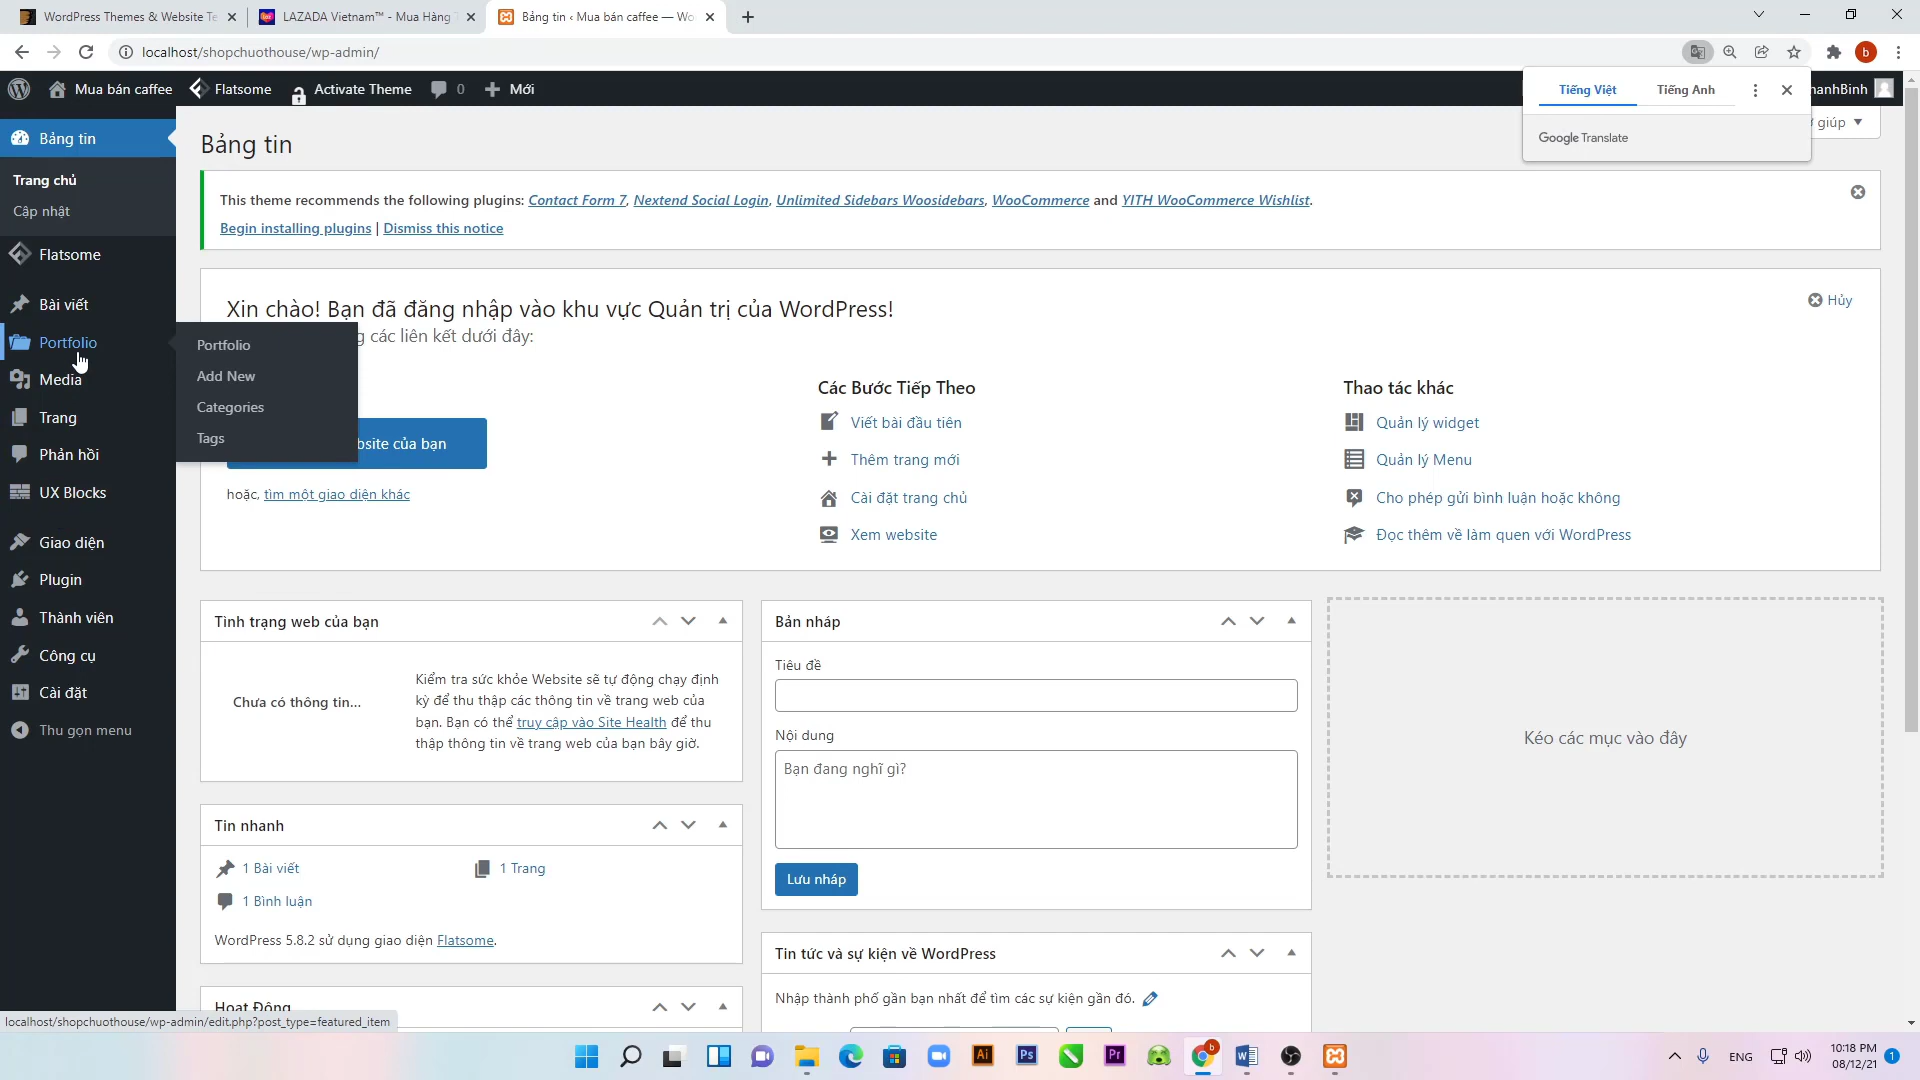 WordPress Themes & Website Te
LAZADA Vietnam™ - Mua Hàng T
Bảng tin ‹ Mua bán caffee — Wo
localhost/shopchuothouse/wp-admin/
b
Mua bán caffee
Flatsome
Activate Theme
0
Mới
hanhBinh
Tiếng Việt
Tiếng Anh
Google Translate
giúp
Bảng tin
Trang chủ
Cập nhật
Flatsome
Bài viết
Portfolio
Media
Trang
Phản hồi
UX Blocks
Giao diện
Plugin
Thành viên
Công cụ
Cài đặt
Thu gọn menu
Portfolio
Add New
Categories
Tags
Bảng tin
This theme recommends the following plugins: Contact Form 7, Nextend Social Login, Unlimited Sidebars Woosidebars, WooCommerce and YITH WooCommerce Wishlist.
Begin installing plugins | Dismiss this notice
Xin chào! Bạn đã đăng nhập vào khu vực Quản trị của WordPress!
Hủy
g các liên kết dưới đây:
bsite của bạn
hoặc, tìm một giao diện khác
Các Bước Tiếp Theo
Viết bài đầu tiên
Thêm trang mới
Cài đặt trang chủ
Xem website
Thao tác khác
Quản lý widget
Quản lý Menu
Cho phép gửi bình luận hoặc không
Đọc thêm về làm quen với WordPress
Tình trạng web của bạn
Chưa có thông tin...
Kiểm tra sức khỏe Website sẽ tự động chạy định
kỳ để thu thập các thông tin về trang web của
bạn. Bạn có thể truy cập vào Site Health để thu
thập thông tin về trang web của bạn bây giờ.
Tin nhanh
1 Bài viết
1 Trang
1 Bình luận
WordPress 5.8.2 sử dụng giao diện Flatsome.
Hoạt Động
Bản nháp
Tiêu đề
Nội dung
Bạn đang nghĩ gì?
Lưu nháp
Tin tức và sự kiện về WordPress
Nhập thành phố gần bạn nhất để tìm các sự kiện gần đó.
Kéo các mục vào đây
localhost/shopchuothouse/wp-admin/edit.php?post_type=featured_item
Ai
Ps
Pr
b
W
ENG
10:18 PM
08/12/21
1